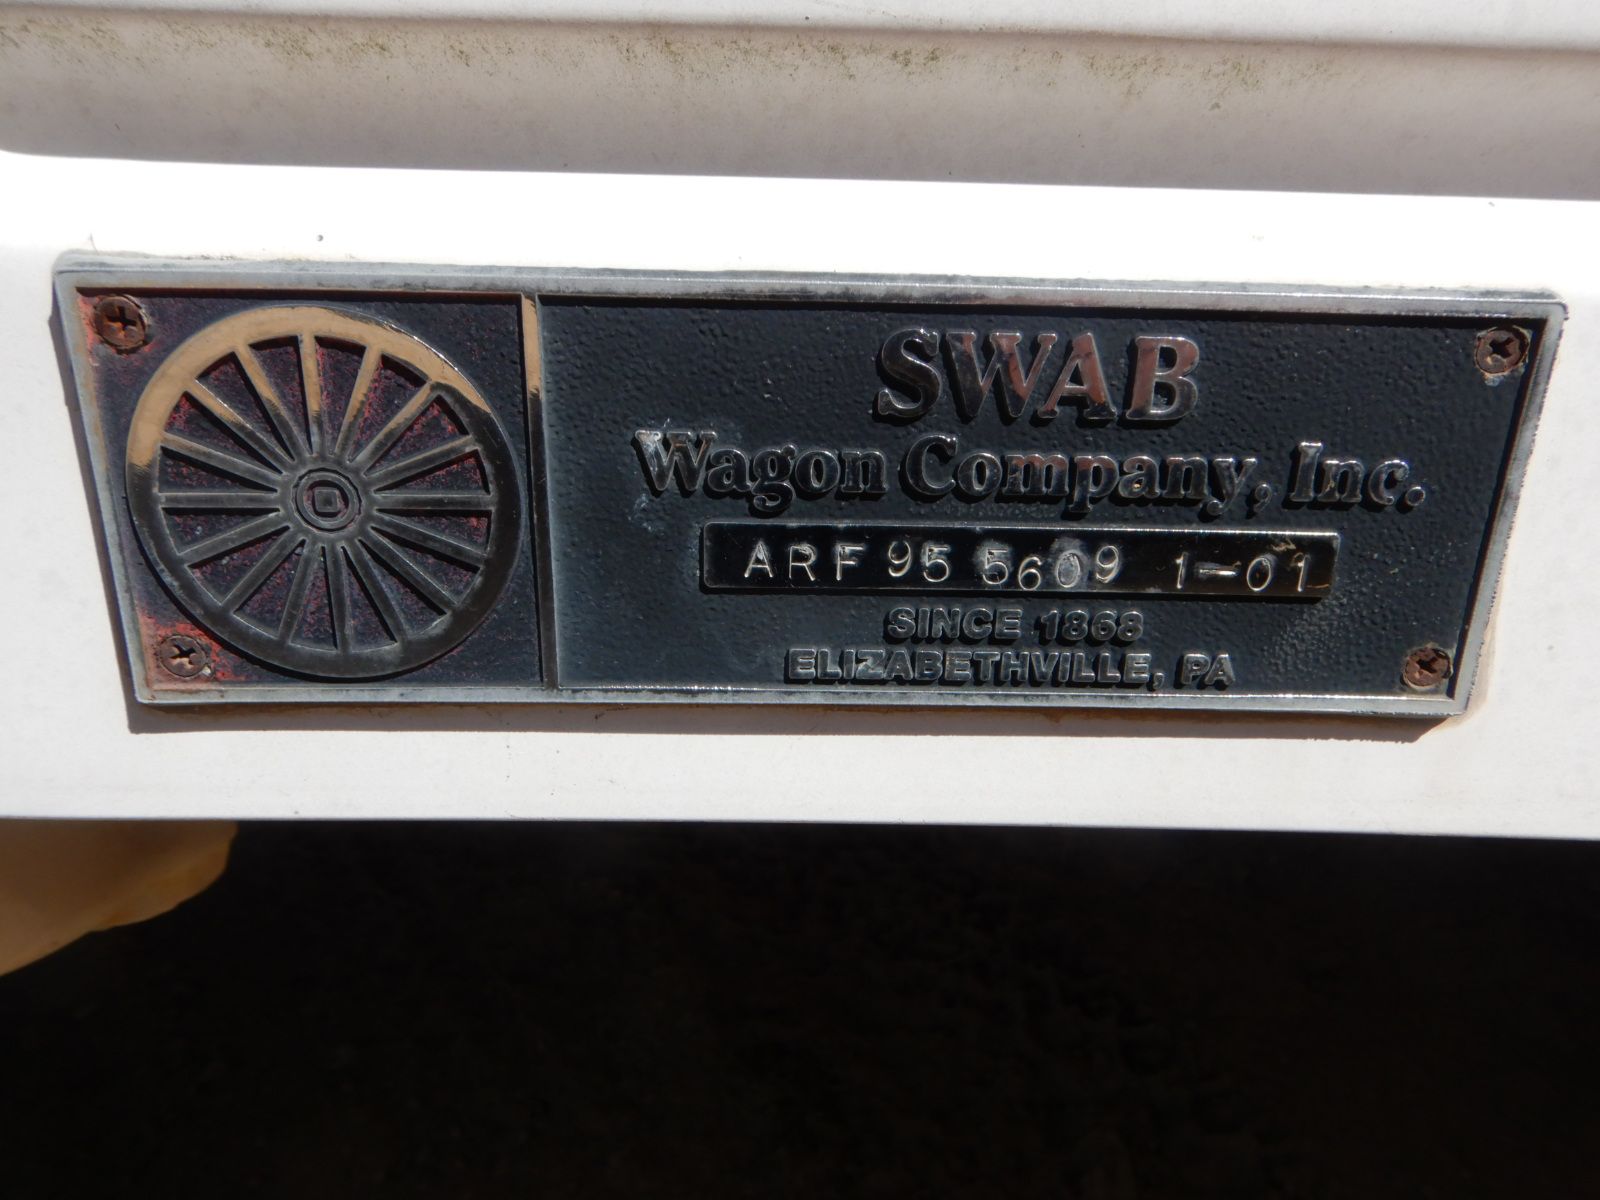 SWAB
Wagon Company, Inc.
ARF 95 5609 1-01
SINCE 1868
ELIZABETHVILLE, PA